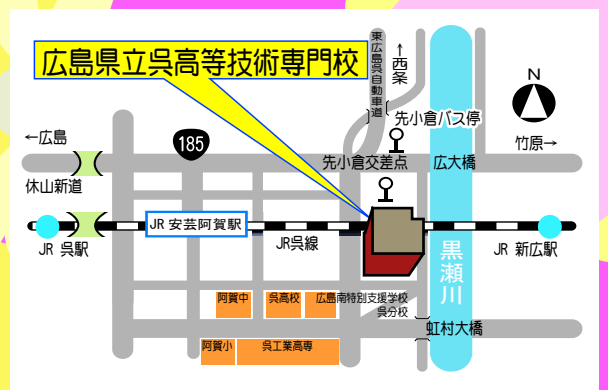 広島県立呉高等技術専門校
東広島呉自動車道
←西条
N
先小倉バス停
←広島
185
竹原→
先小倉交差点
広大橋
休山新道
JR 安芸阿賀駅
JR 呉駅
JR呉線
黒瀬川
JR 新広駅
阿賀中
呉高校
広島南特別支援学校
呉分校
虹村大橋
阿賀小
呉工業高専